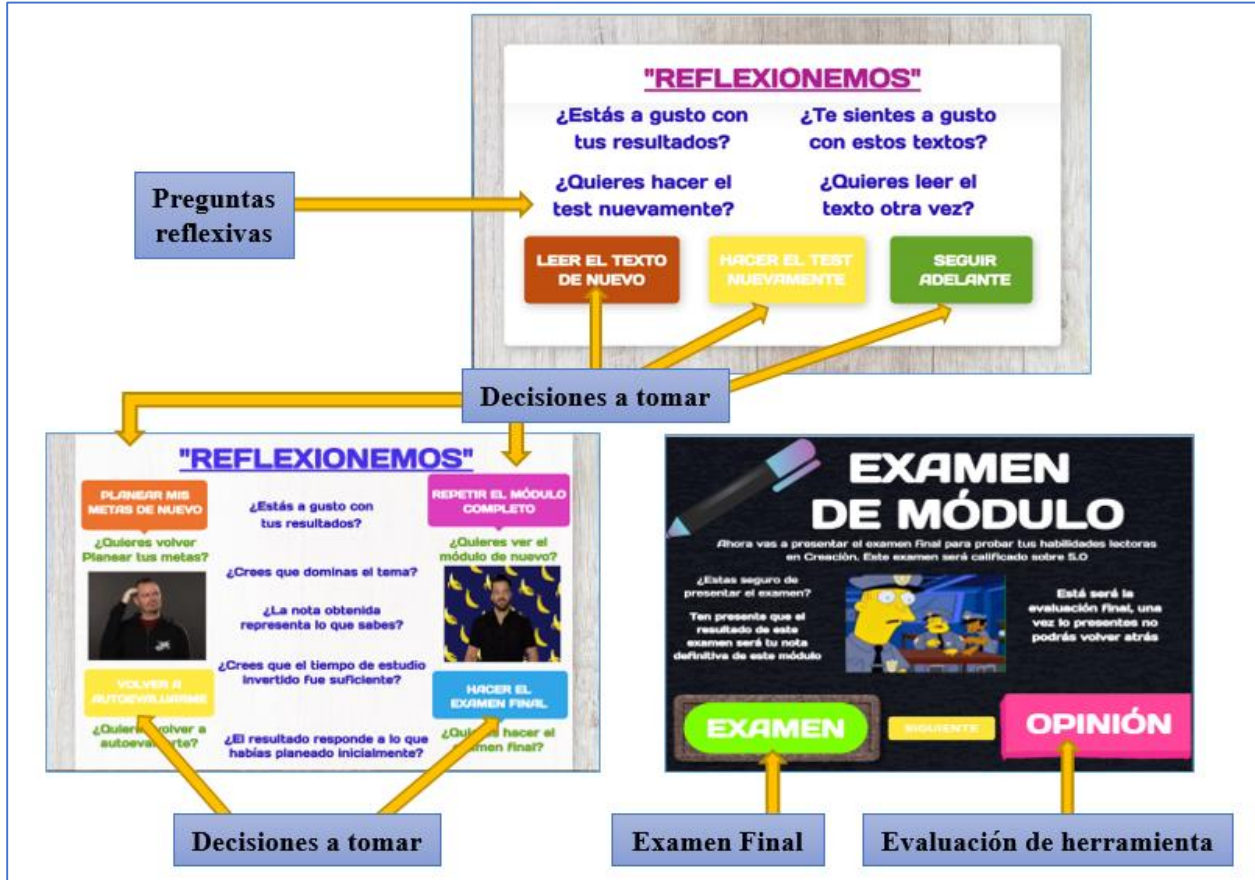 "REFLEXIONEMOS"
¿Estás a gusto con
tus resultados?
¿Te sientes a gusto
con estos textos?
¿Quieres hacer el
test nuevamente?
¿Quieres leer el
texto otra vez?
LEER EL TEXTO
DE NUEVO
HACER EL TEST
NUEVAMENTE
SEGUIR
ADELANTE
Preguntas
reflexivas
Decisiones a tomar
"REFLEXIONEMOS"
PLANEAR MIS
METAS DE NUEVO
¿Quieres volver
Planear tus metas?
¿Estás a gusto con
tus resultados?
¿Crees que dominas el tema?
¿La nota obtenida
representa lo que sabes?
¿Crees que el tiempo de estudio
invertido fue suficiente?
¿El resultado responde a lo que
habías planeado inicialmente?
REPETIR EL MÓDULO
COMPLETO
¿Quieres ver el
módulo de nuevo?
VOLVER A
AUTOEVALUARME
volver a
HACER EL
EXAMEN FINAL
hacer el
final?
Decisiones a tomar
EXAMEN
DE MÓDULO
Ahora vas a presentar el examen final para probar tus habilidades lectoras
en Creación. Este examen será calificado sobre 5.0
¿Estas seguro de
presentar el examen?
Ten presente que el
resultado de este
examen será tu nota
definitiva de este módulo
Está será la
evaluación final, una
vez lo presentes no
podrás volver atrás
EXAMEN
SIGUIENTE
OPINIÓN
Examen Final
Evaluación de herramienta